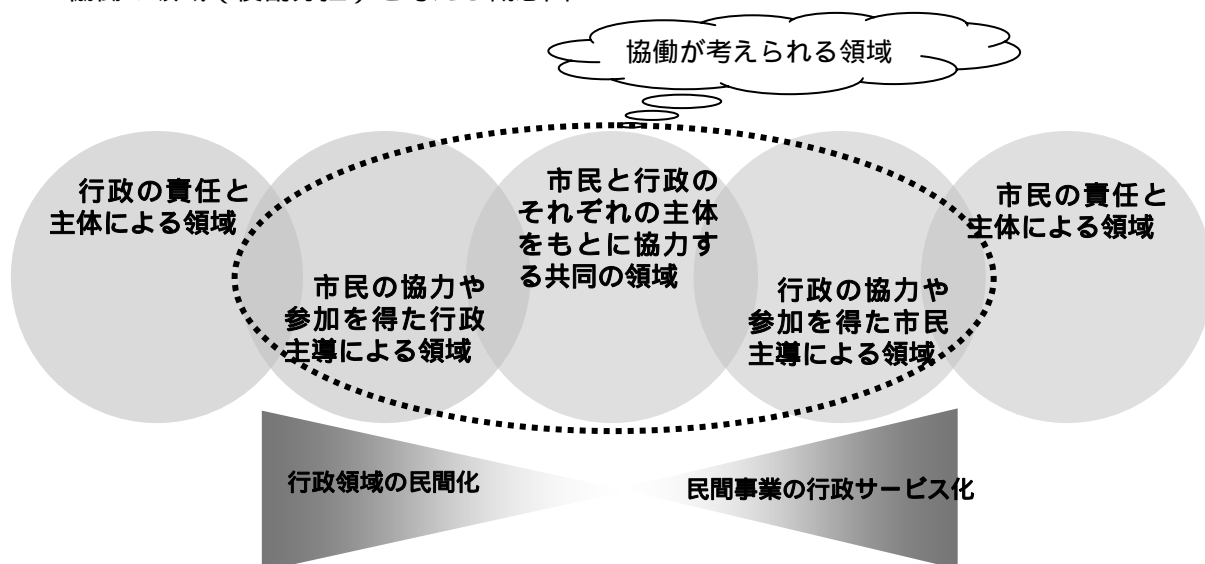 協働が考えられる領域
行政の責任と
主体による領域
市民の協力や
参加を得た行政
主導による領域
市民と行政の
それぞれの主体
をもとに協力す
る共同の領域
行政の協力や
参加を得た市民
主導による領域
市民の責任と
主体による領域
行政領域の民間化
民間事業の行政サービス化